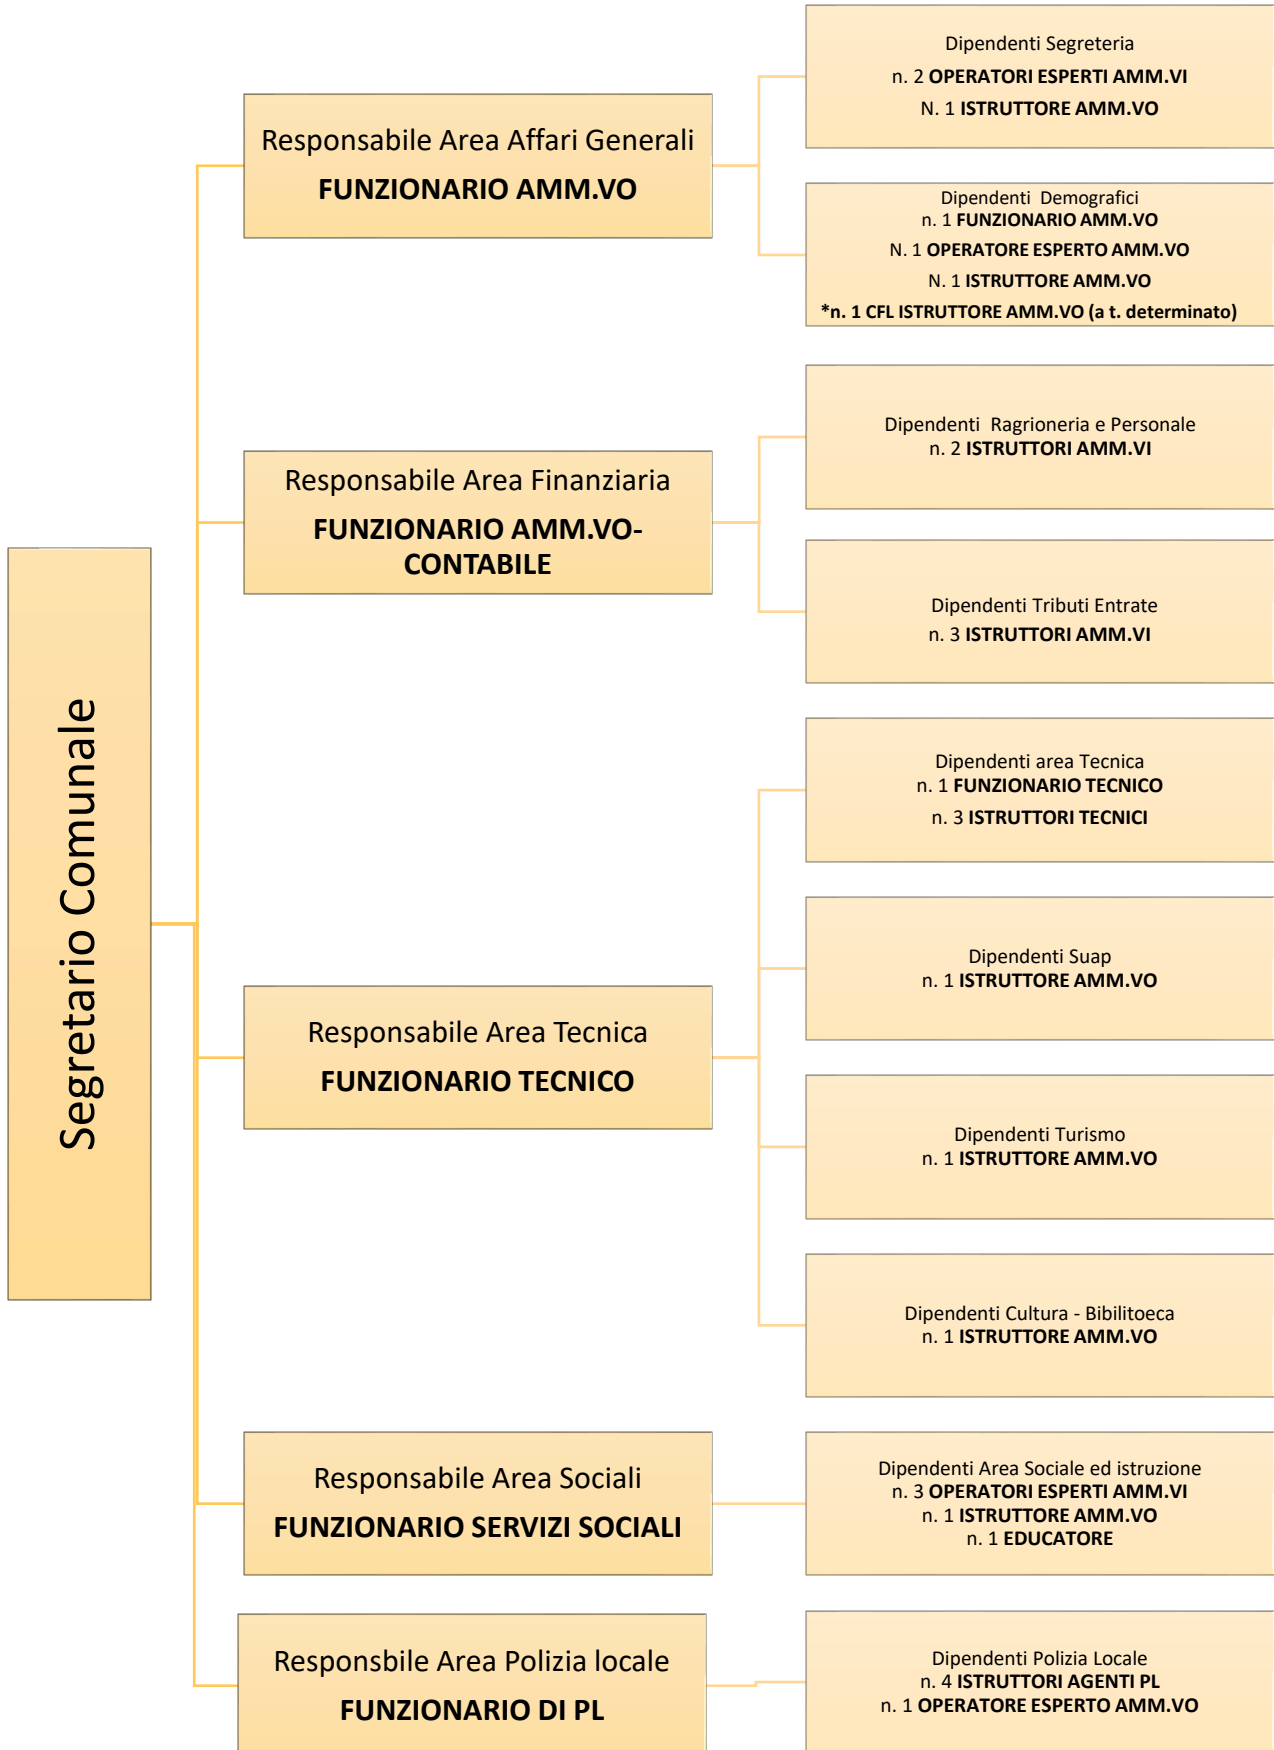 Segretario Comunale
Responsabile Area Affari Generali
FUNZIONARIO AMM.VO
Dipendenti Segreteria
n. 2 OPERATORI ESPERTI AMM.VI
N. 1 ISTRUTTORE AMM.VO
Dipendenti Demografici
n. 1 FUNZIONARIO AMM.VO
N. 1 OPERATORE ESPERTO AMM.VO
N. 1 ISTRUTTORE AMM.VO
*n. 1 CFL ISTRUTTORE AMM.VO (a t. determinato)
Responsabile Area Finanziaria
FUNZIONARIO AMM.VO-
CONTABILE
Dipendenti Ragrioneria e Personale
n. 2 ISTRUTTORI AMM.VI
Dipendenti Tributi Entrate
n. 3 ISTRUTTORI AMM.VI
Responsabile Area Tecnica
FUNZIONARIO TECNICO
Dipendenti area Tecnica
n. 1 FUNZIONARIO TECNICO
n. 3 ISTRUTTORI TECNICI
Dipendenti Suap
n. 1 ISTRUTTORE AMM.VO
Dipendenti Turismo
n. 1 ISTRUTTORE AMM.VO
Dipendenti Cultura - Bibilitoeca
n. 1 ISTRUTTORE AMM.VO
Responsabile Area Sociali
FUNZIONARIO SERVIZI SOCIALI
Dipendenti Area Sociale ed istruzione
n. 3 OPERATORI ESPERTI AMM.VI
n. 1 ISTRUTTORE AMM.VO
n. 1 EDUCATORE
Responsbile Area Polizia locale
FUNZIONARIO DI PL
Dipendenti Polizia Locale
n. 4 ISTRUTTORI AGENTI PL
n. 1 OPERATORE ESPERTO AMM.VO